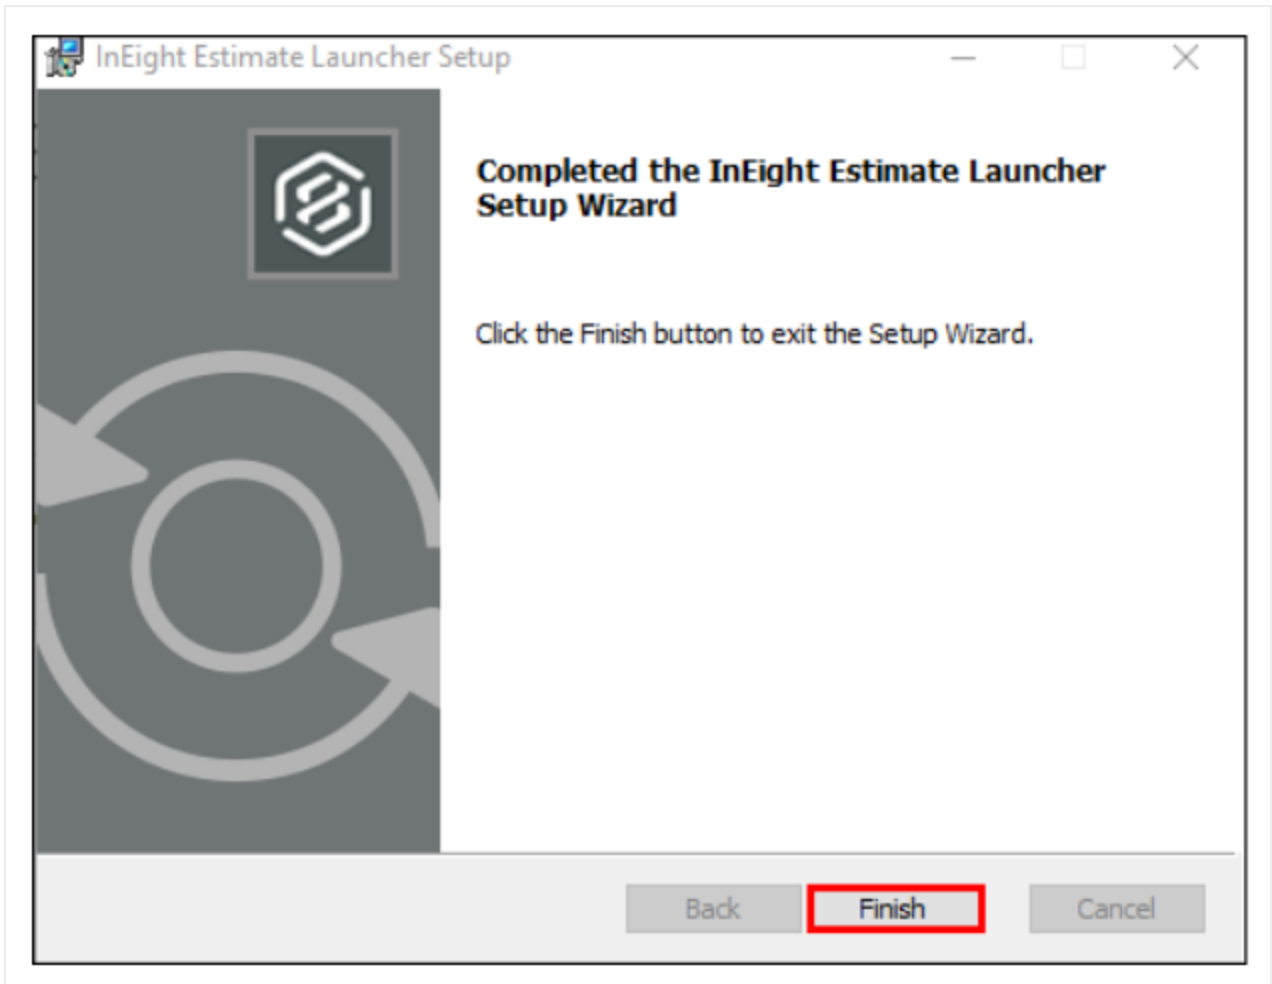 InEight Estimate Launcher Setup
Completed the InEight Estimate Launcher
Setup Wizard
Click the Finish button to exit the Setup Wizard.
Back
Finish
Cancel